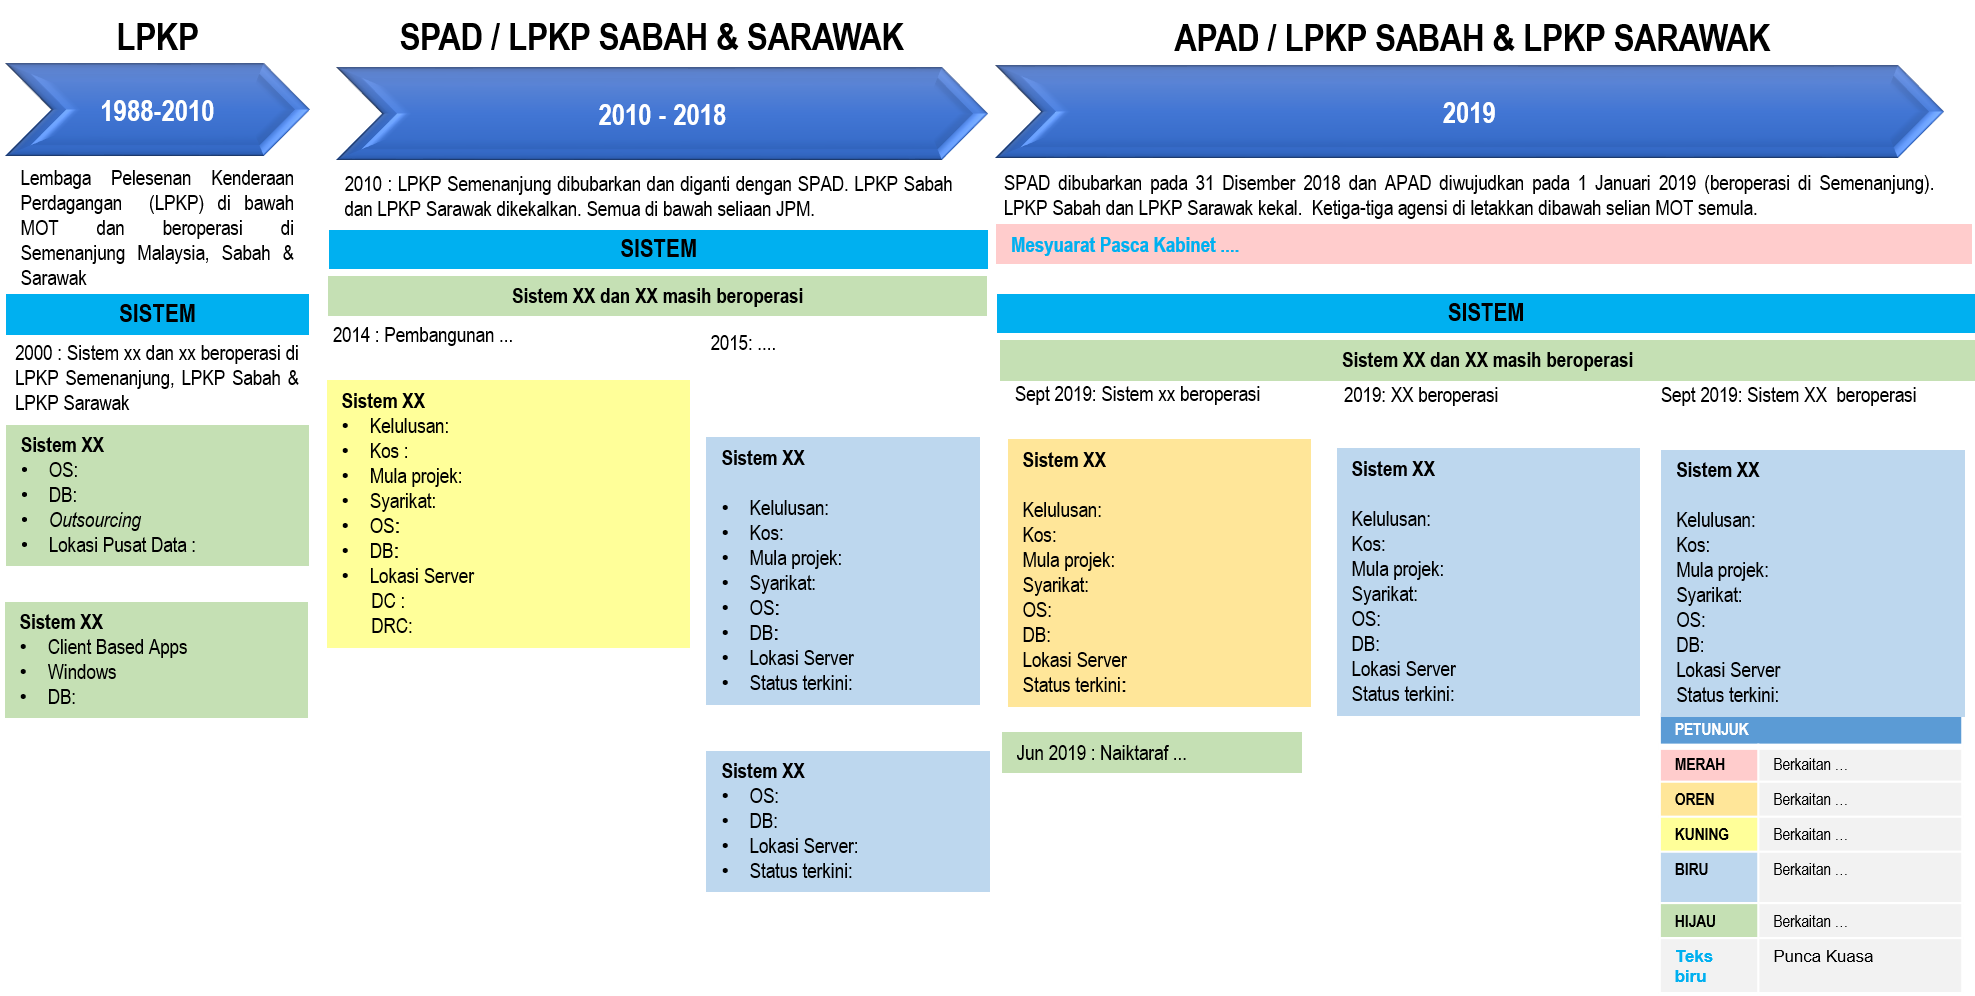 LPKP
1988-2010
Lembaga Pelesenan Kenderaan
Perdagangan (LPKP) di bawah
MOT dan beroperasi di
Semenanjung Malaysia, Sabah &
Sarawak
SISTEM
2000 : Sistem xx dan xx beroperasi di
LPKP Semenanjung, LPKP Sabah &
LPKP Sarawak
Sistem XX
• OS:
• DB:
• Outsourcing
• Lokasi Pusat Data :
Sistem XX
• Client Based Apps
• Windows
• DB:
SPAD / LPKP SABAH & SARAWAK
2010 - 2018
2010 : LPKP Semenanjung dibubarkan dan diganti dengan SPAD. LPKP Sabah
dan LPKP Sarawak dikekalkan. Semua di bawah seliaan JPM.
SISTEM
Sistem XX dan XX masih beroperasi
2014 : Pembangunan ...
Sistem XX
• Kelulusan:
• Kos :
• Mula projek:
• Syarikat:
• OS:
• DB:
• Lokasi Server
DC :
DRC:
2015: ....
Sistem XX
• Kelulusan:
• Kos:
• Mula projek:
• Syarikat:
• OS:
• DB:
• Lokasi Server
• Status terkini:
Sistem XX
• OS:
• DB:
• Lokasi Server:
• Status terkini:
APAD / LPKP SABAH & LPKP SARAWAK
2019
SPAD dibubarkan pada 31 Disember 2018 dan APAD diwujudkan pada 1 Januari 2019 (beroperasi di Semenanjung).
LPKP Sabah dan LPKP Sarawak kekal. Ketiga-tiga agensi di letakkan dibawah selian MOT semula.
Mesyuarat Pasca Kabinet ....
SISTEM
Sistem XX dan XX masih beroperasi
Sept 2019: Sistem xx beroperasi
Sistem XX
Kelulusan:
Kos:
Mula projek:
Syarikat:
OS:
DB:
Lokasi Server
Status terkini:
Jun 2019 : Naiktaraf ...
2019: XX beroperasi
Sistem XX
Kelulusan:
Kos:
Mula projek:
Syarikat:
OS:
DB:
Lokasi Server
Status terkini:
Sept 2019: Sistem XX beroperasi
Sistem XX
Kelulusan:
Kos:
Mula projek:
Syarikat:
OS:
DB:
Lokasi Server
Status terkini:
PETUNJUK
MERAH Berkaitan ...
OREN Berkaitan ...
KUNING Berkaitan ...
BIRU Berkaitan ...
HIJAU Berkaitan ...
Teks Punca Kuasa
biru